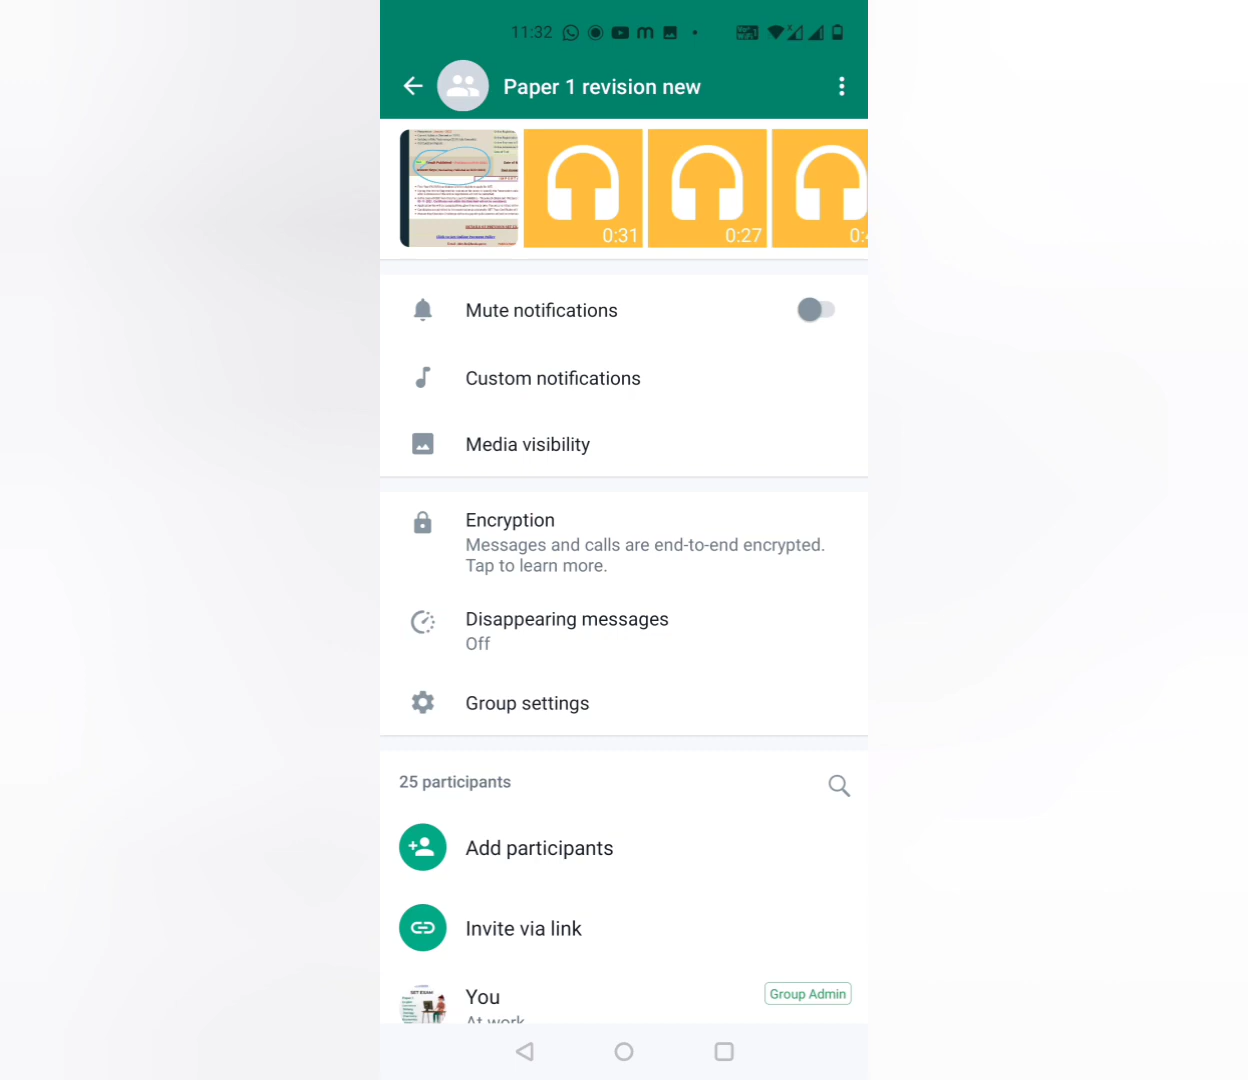 11:32
Paper 1 revision new
0:31
0:27
Mute notifications
Custom notifications
Media visibility
Encryption
Messages and calls are end-to-end encrypted.
Tap to learn more.
Disappearing messages
Off
Group settings
25 participants
Add participants
Invite via link
You
Group Admin
At work